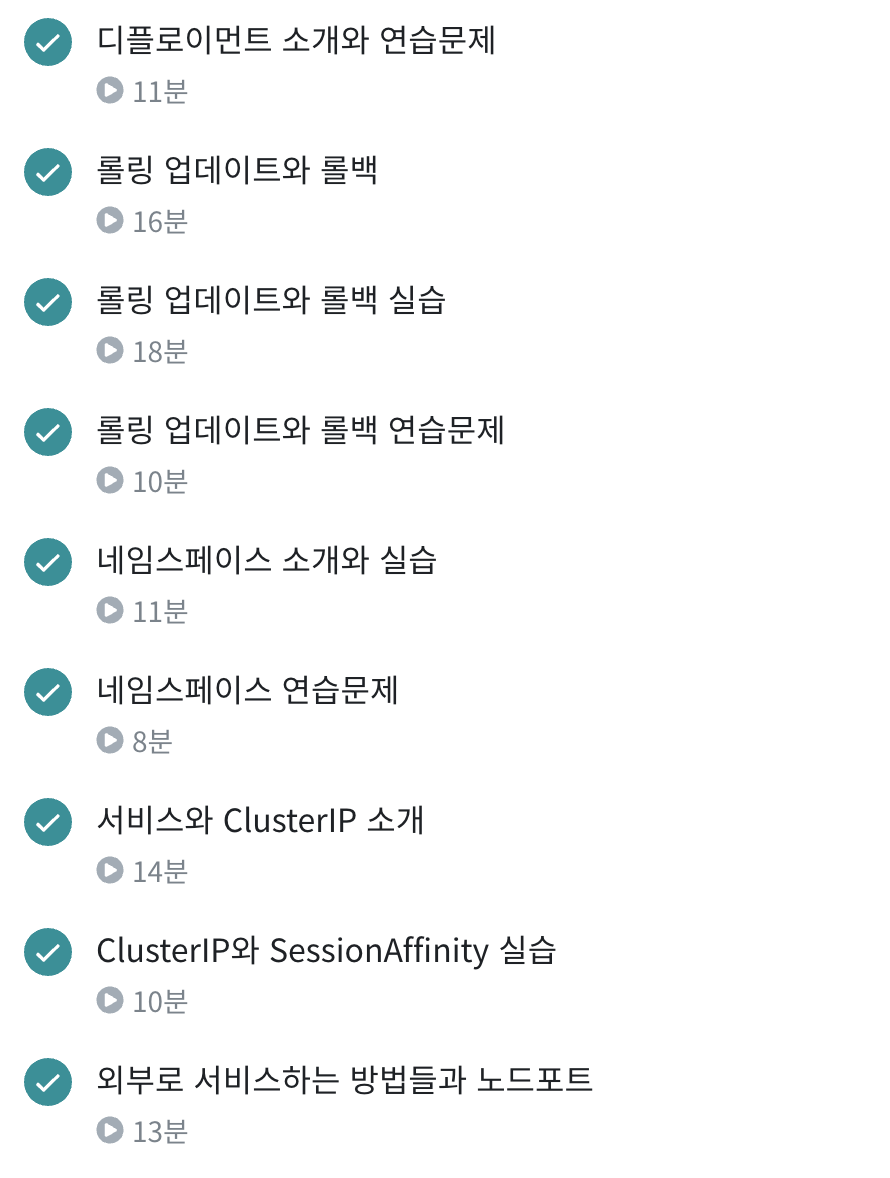 디플로이먼트 소개와 연습문제
11분
롤링 업데이트와 롤백
16분
롤링 업데이트와 롤백 실습
18분
롤링 업데이트와 롤백 연습문제
10분
네임스페이스 소개와 실습
11분
네임스페이스 연습문제
8분
서비스와 ClusterIP 소개
14분
ClusterIP와 SessionAffinity 실습
10분
외부로 서비스하는 방법들과 노드포트
13분